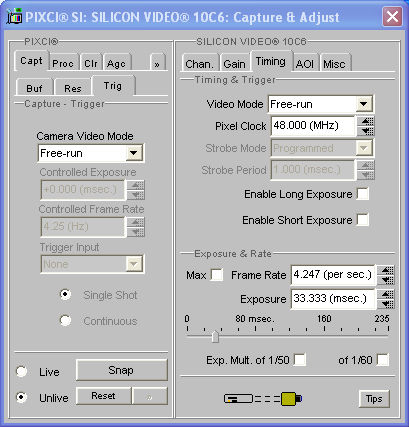 PIXCI® SI: SILICON VIDEO® 10C6: Capture & Adjust
PIXCI® SI
Capt Proc Clr Agc »
Buf Res Trig
Capture - Trigger
Camera Video Mode
Free-run
Controlled Exposure
+0.000 (msec.)
Controlled Frame Rate
4.25 (Hz)
Trigger Input
None
Single Shot
Continuous
Live
Snap
Unlive
Reset »
SILICON VIDEO® 10C6
Chan. Gain Timing AOI Misc
Timing & Trigger
Video Mode Free-run
Pixel Clock 48.000 (MHz)
Strobe Mode Programmed
Strobe Period 1.000 (msec.)
Enable Long Exposure
Enable Short Exposure
Exposure & Rate
Max Frame Rate 4.247 (per sec.)
Exposure 33.333 (msec.)
0 80 msec. 160 235
Exp. Mult. of 1/50 of 1/60
Tips